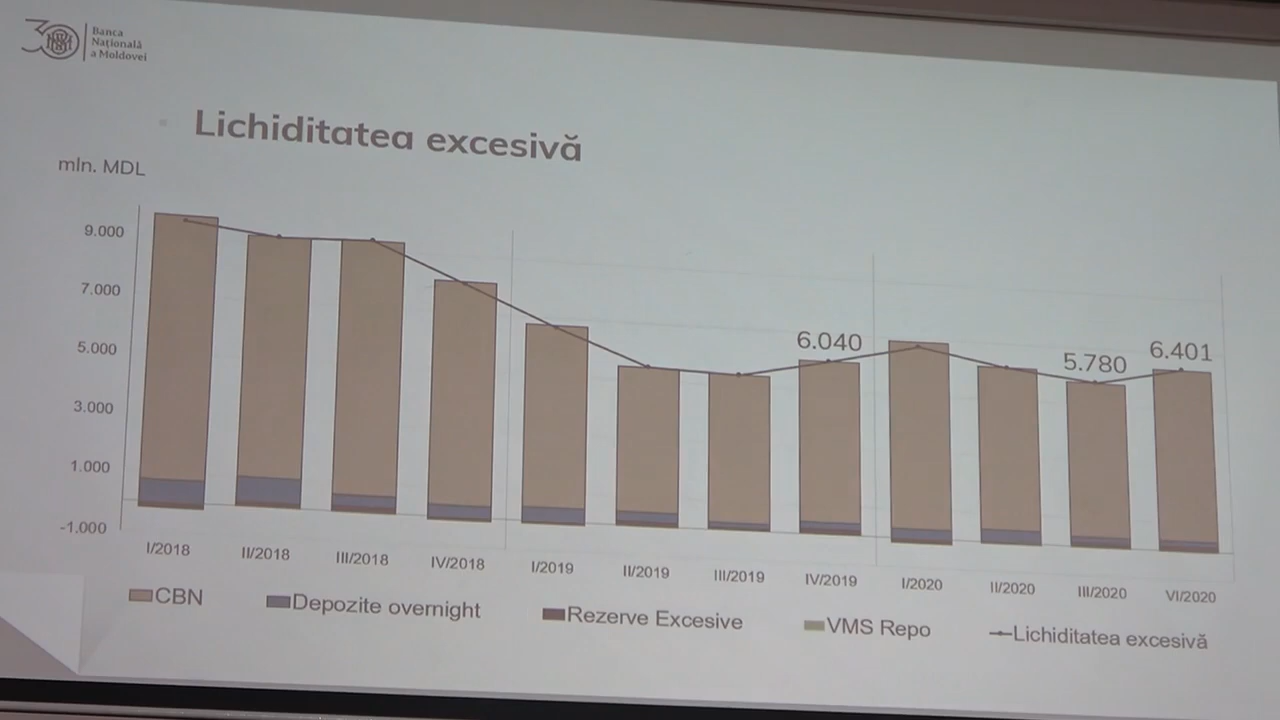 Banca
Națională
a Moldovei
Lichiditatea excesivă
mln. MDL
9.000
7.000
5.000
3.000
1.000
-1.000
6.040
5.780
6.401
I/2018
II/2018
III/2018
IV/2018
I/2019
II/2019
III/2019
IV/2019
I/2020
II/2020
III/2020
VI/2020
CBN
Depozite overnight
Rezerve Excesive
VMS Repo
Lichiditatea excesivă